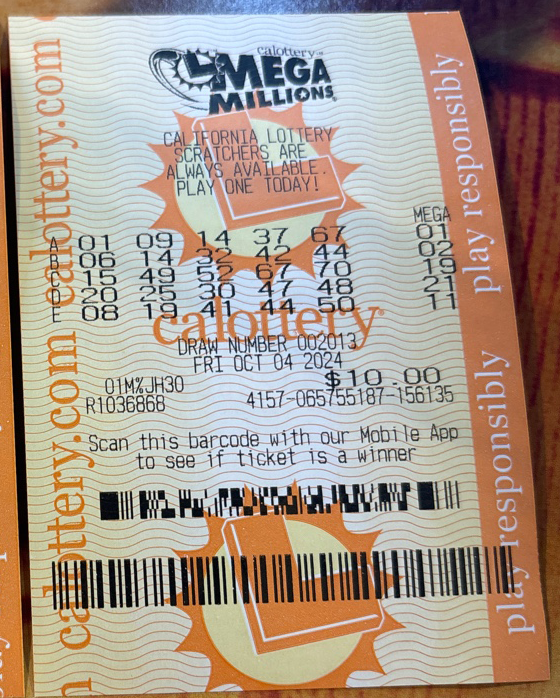 calottery™
MEGA
MILLIONS®
CALIFORNIA LOTTERY
SCRATCHERS ARE
ALWAYS AVAILABLE.
PLAY ONE TODAY!
MEGA
A 01 09 14 37 67 01
B 06 14 32 42 44 02
C 15 49 52 67 70 19
D 20 25 30 47 48 21
E 08 19 41 44 50 11
calottery®
DRAW NUMBER 002013
FRI OCT 04 2024
01M%JH30 $10.00
R1036868 4157-065755187-156135
Scan this barcode with our Mobile App
to see if ticket is a winner
calottery.com calottery.com
play responsibly play responsibly